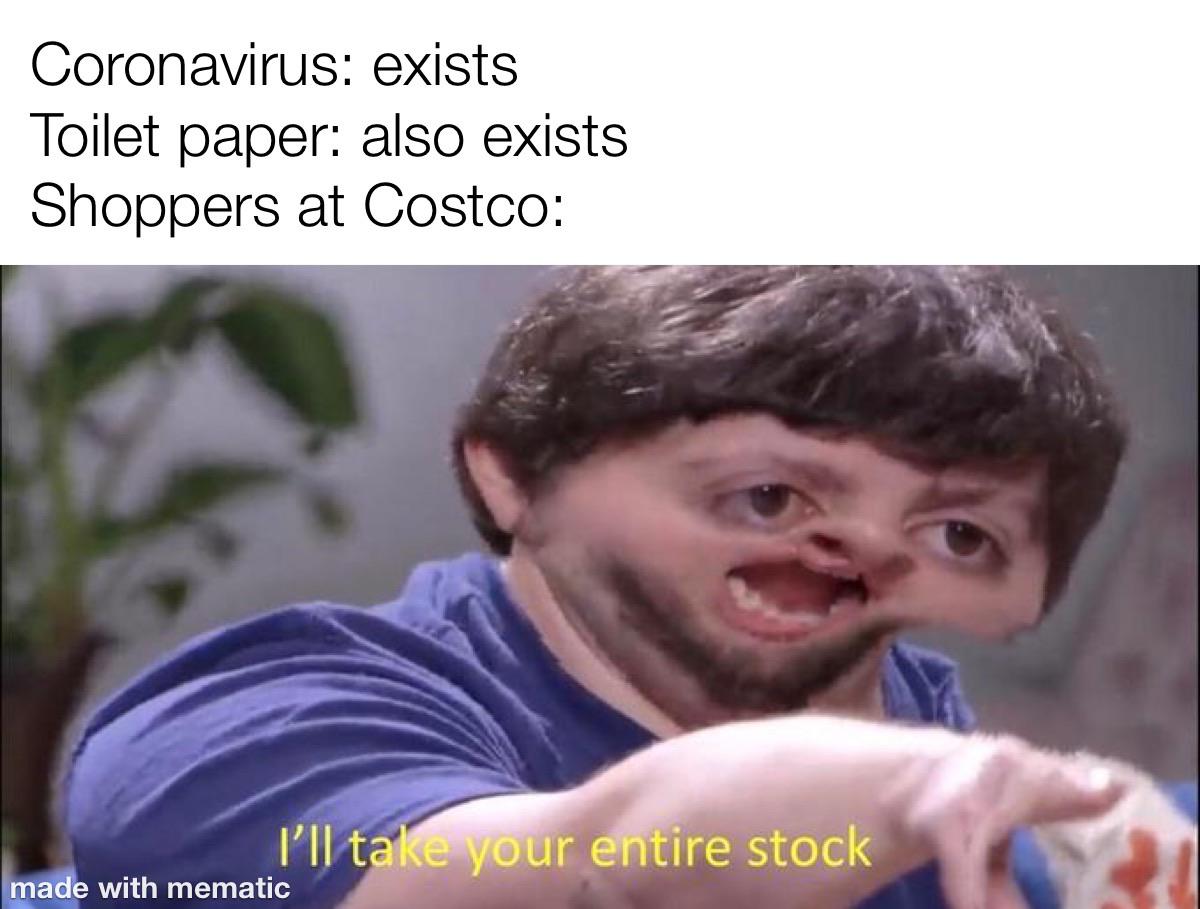 Coronavirus: exists
Toilet paper: also exists
Shoppers at Costco:
I’ll take your entire stock
made with mematic